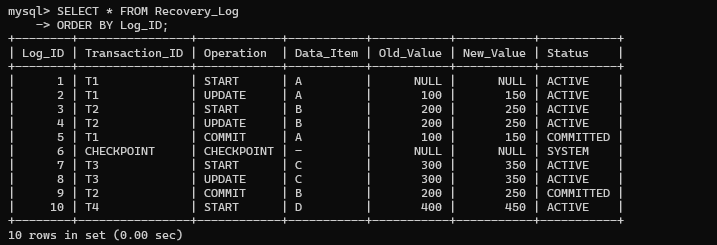 mysql> SELECT * FROM Recovery_Log
    -> ORDER BY Log_ID;
+--------+----------------+------------+-----------+-----------+-----------+-----------+
| Log_ID | Transaction_ID | Operation  | Data_Item | Old_Value | New_Value | Status    |
+--------+----------------+------------+-----------+-----------+-----------+-----------+
|      1 | T1             | START      | A         |      NULL |      NULL | ACTIVE    |
|      2 | T1             | UPDATE     | A         |       100 |       150 | ACTIVE    |
|      3 | T2             | START      | B         |       200 |       250 | ACTIVE    |
|      4 | T2             | UPDATE     | B         |       200 |       250 | ACTIVE    |
|      5 | T1             | COMMIT     | A         |       100 |       150 | COMMITTED |
|      6 | CHECKPOINT     | CHECKPOINT | -         |      NULL |      NULL | SYSTEM    |
|      7 | T3             | START      | C         |       300 |       350 | ACTIVE    |
|      8 | T3             | UPDATE     | C         |       300 |       350 | ACTIVE    |
|      9 | T2             | COMMIT     | B         |       200 |       250 | COMMITTED |
|     10 | T4             | START      | D         |       400 |       450 | ACTIVE    |
+--------+----------------+------------+-----------+-----------+-----------+-----------+
10 rows in set (0.00 sec)